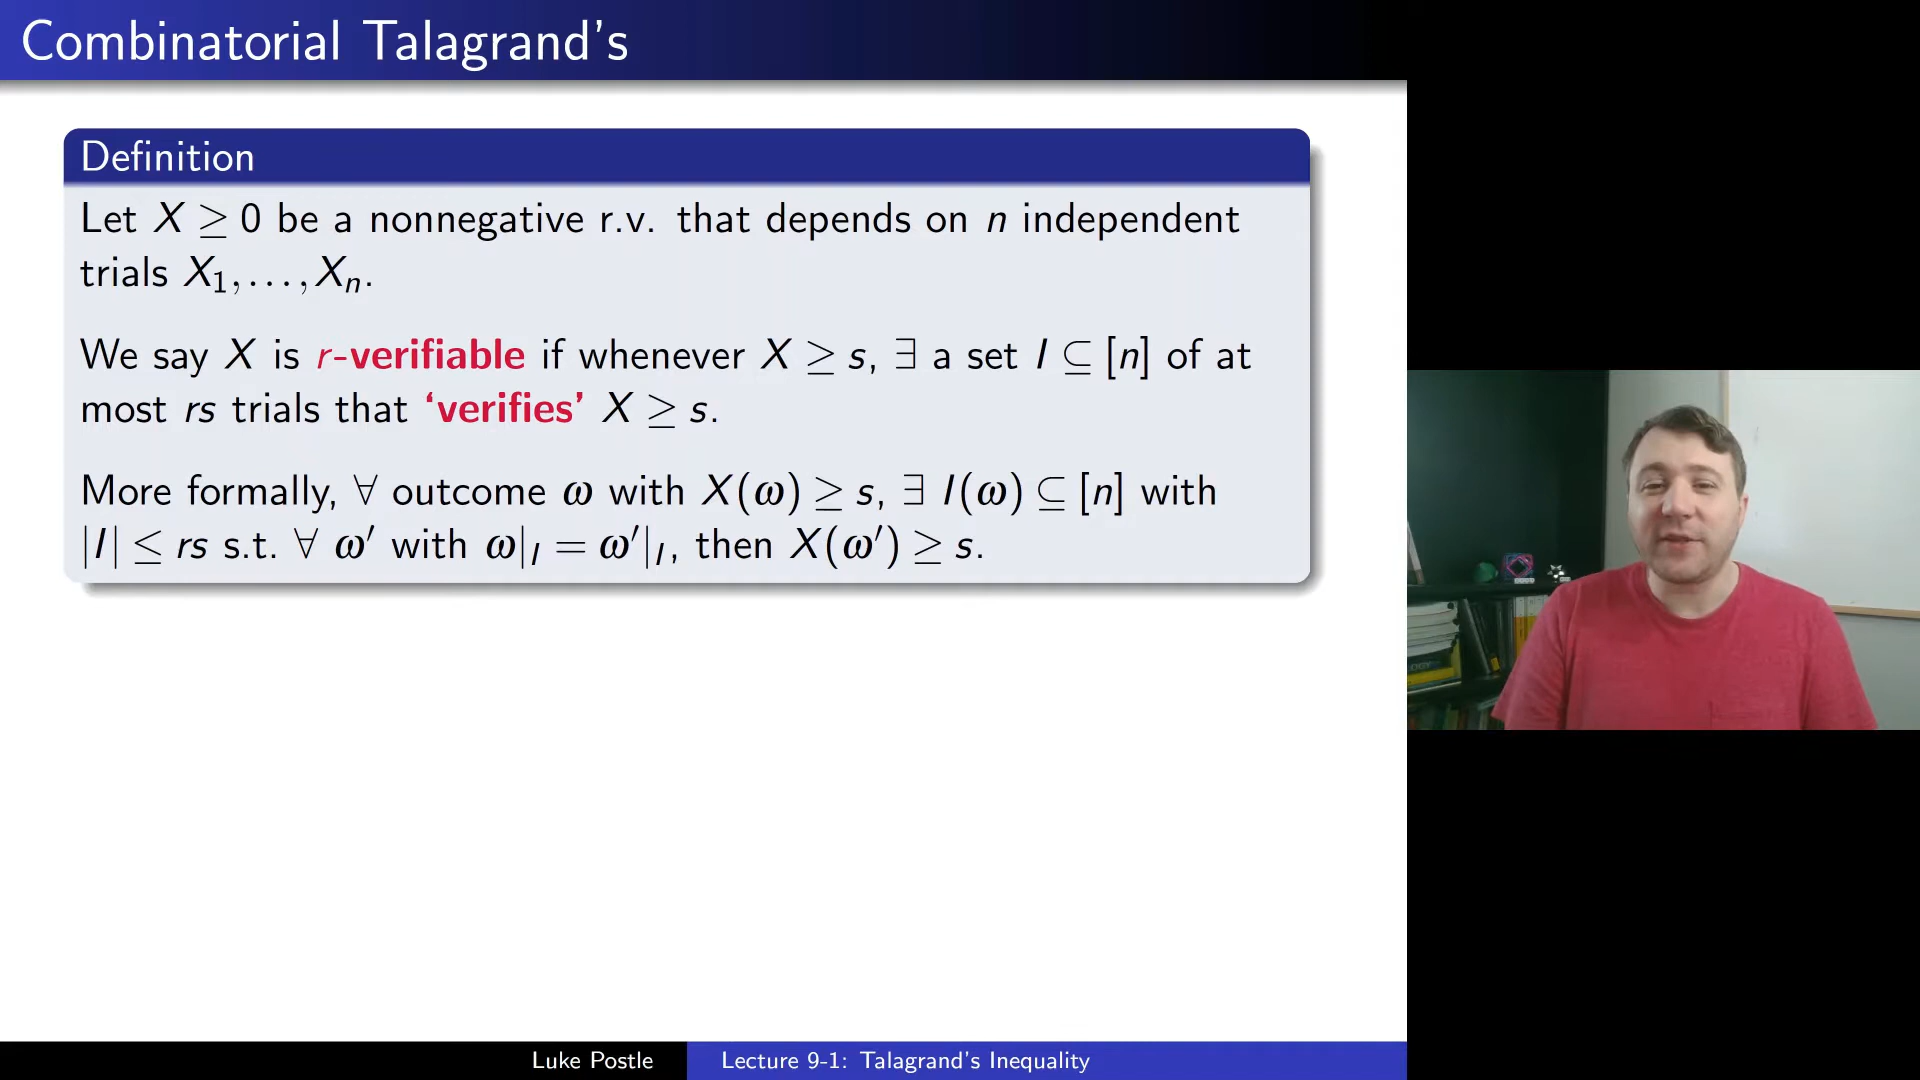 Combinatorial Talagrand's
Definition
Let X ≥ 0 be a nonnegative r.v. that depends on n independent
trials X₁, . . . , Xₙ.
We say X is r-verifiable if whenever X ≥ s, ∃ a set I ⊆ [n] of at
most rs trials that ‘verifies’ X ≥ s.
More formally, ∀ outcome ω with X(ω) ≥ s, ∃ I(ω) ⊆ [n] with
|I| ≤ rs s.t. ∀ ω′ with ω|_I = ω′|_I, then X(ω′) ≥ s.
Luke Postle
Lecture 9-1: Talagrand's Inequality